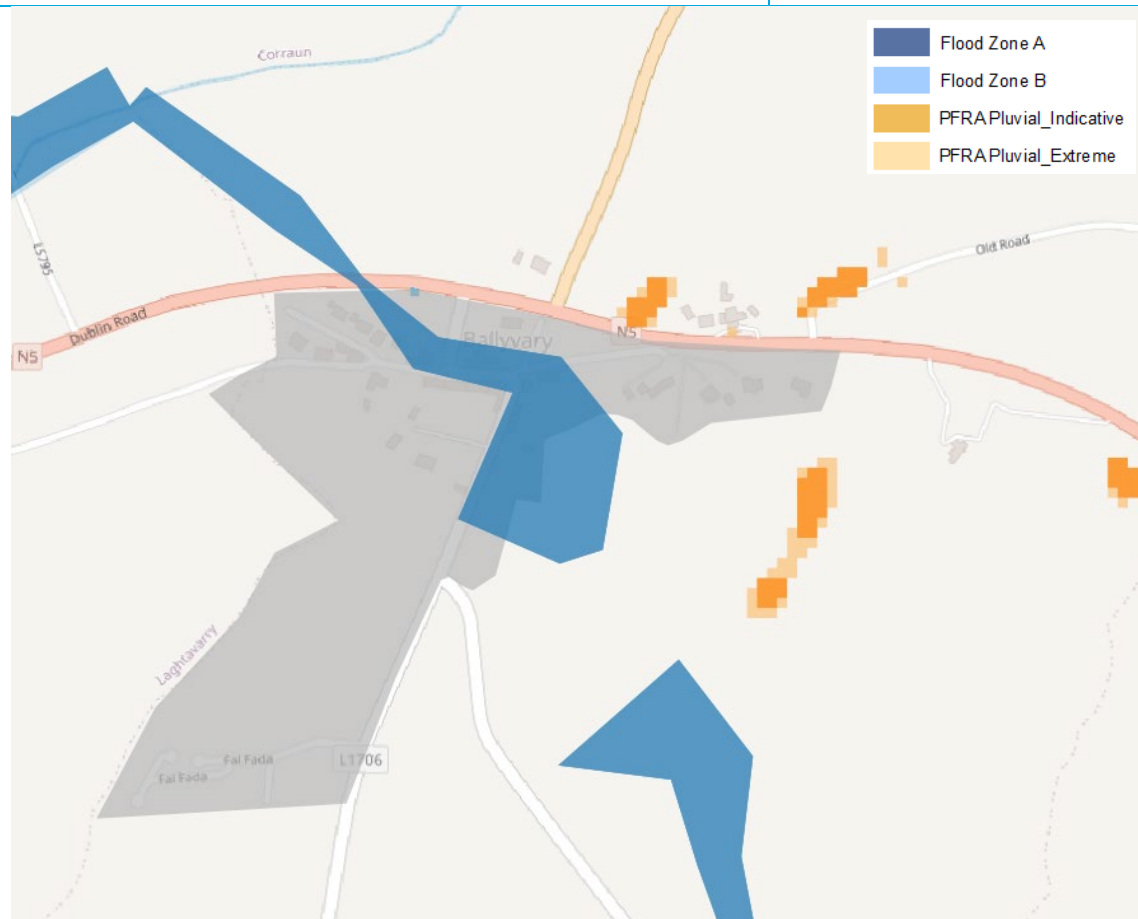 Flood Zone A
Flood Zone B
PFRA Pluvial_Indicative
PFRA Pluvial_Extreme
Corraun
L5795
Old Road
Dublin Road
N5
N5
Ballyvary
Laghtavarry
Fal Fada
Fal Fada
L1706